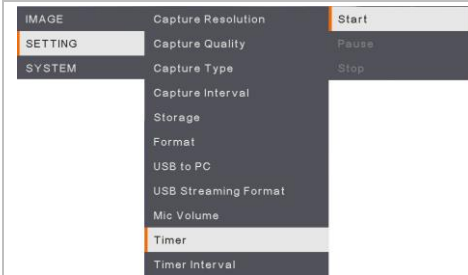 IMAGE
SETTING
SYSTEM
Capture Resolution
Capture Quality
Capture Type
Capture Interval
Storage
Format
USB to PC
USB Streaming Format
Mic Volume
Timer
Timer Interval
Start
Pause
Stop